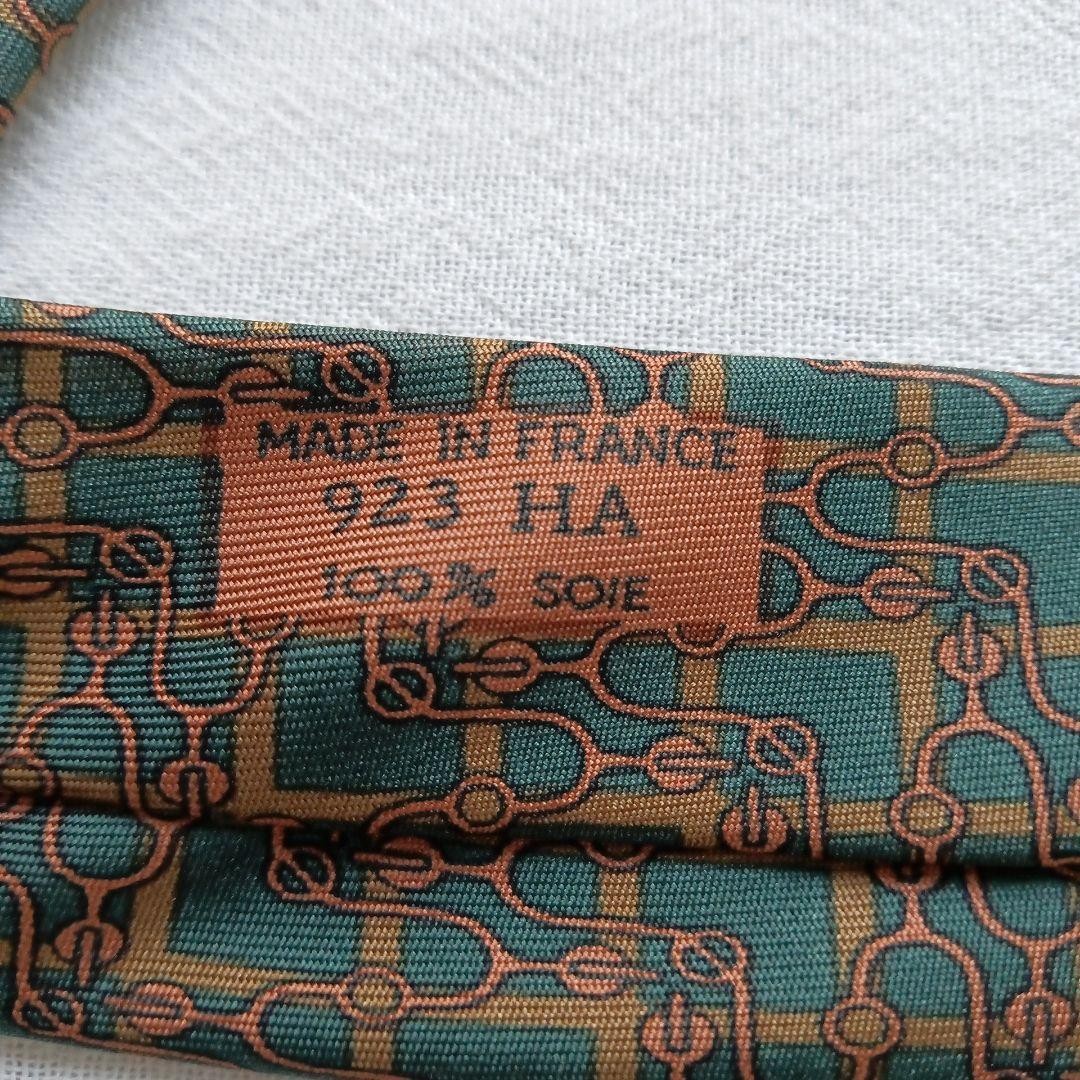 MADE IN FRANCE
923 HA
100% SOIE